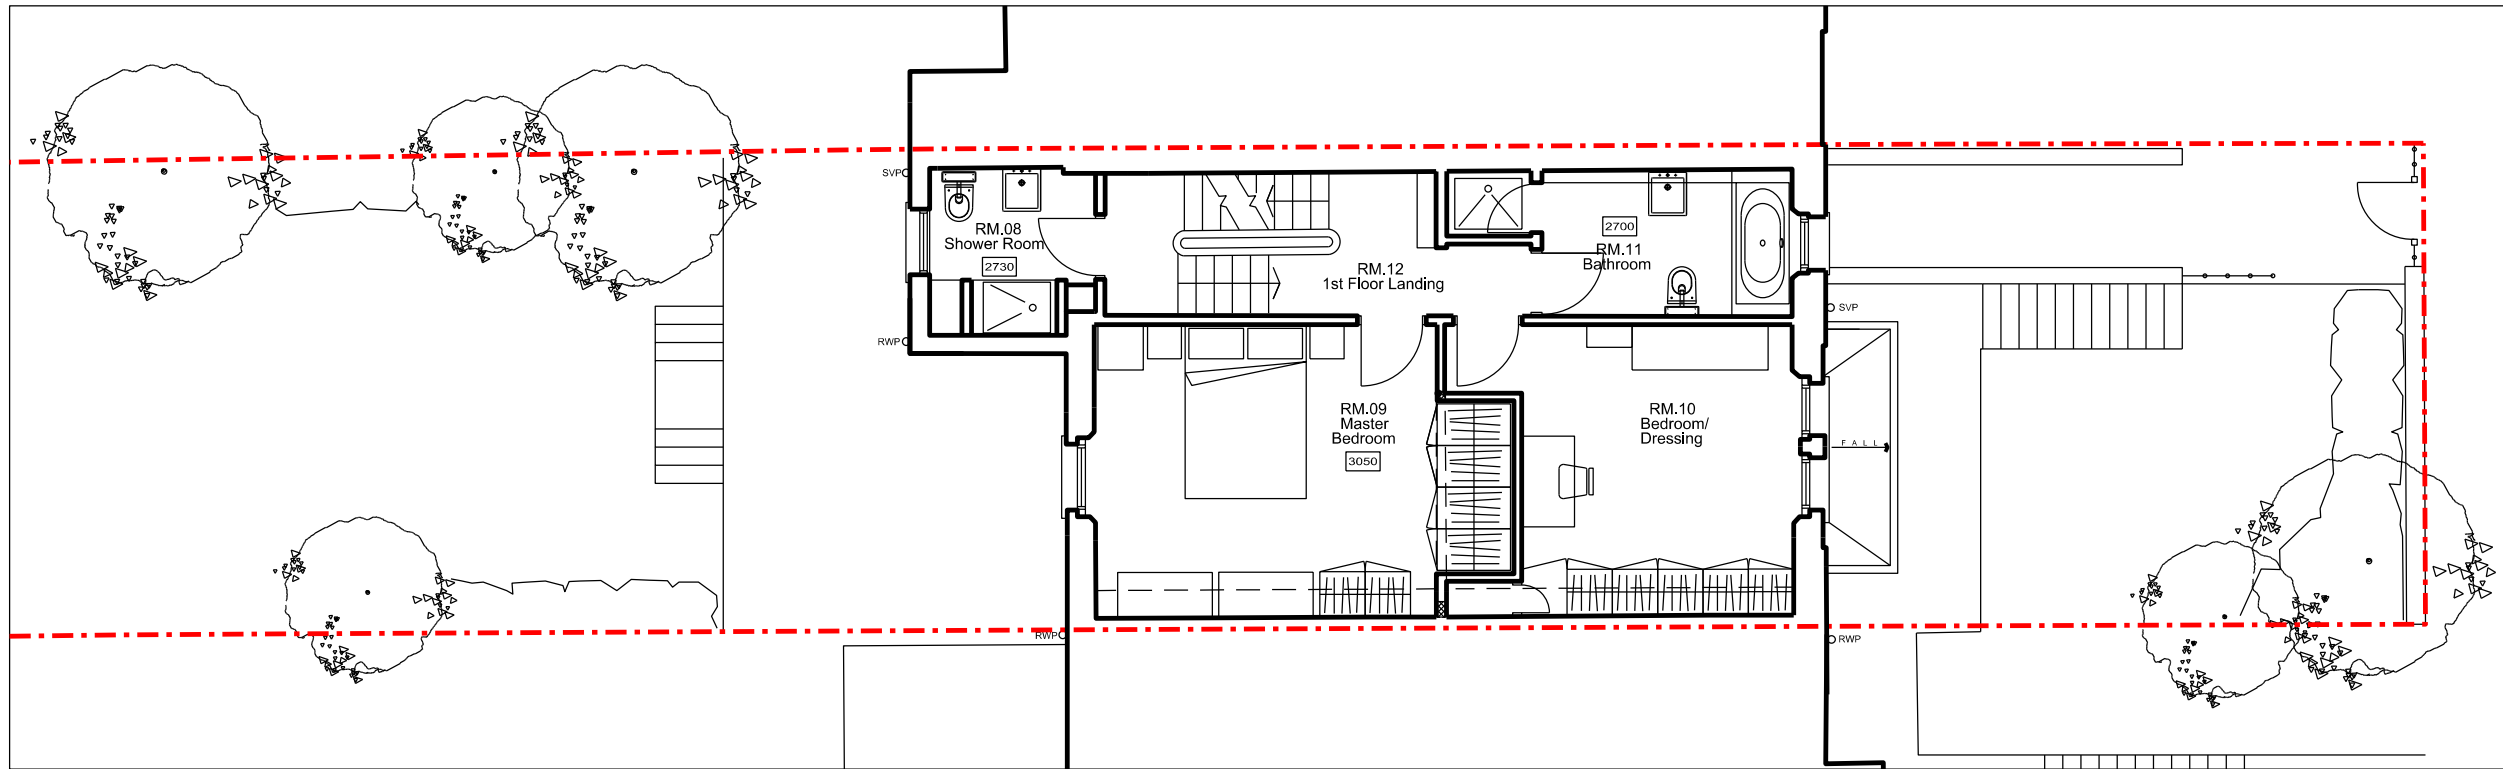 SVP
RM.08
Shower Room
2730
RWP
RM.12
1st Floor Landing
2700
RM.11
Bathroom
SVP
RM.09
Master
Bedroom
3050
RM.10
Bedroom/
Dressing
FALL
RWP
RWP